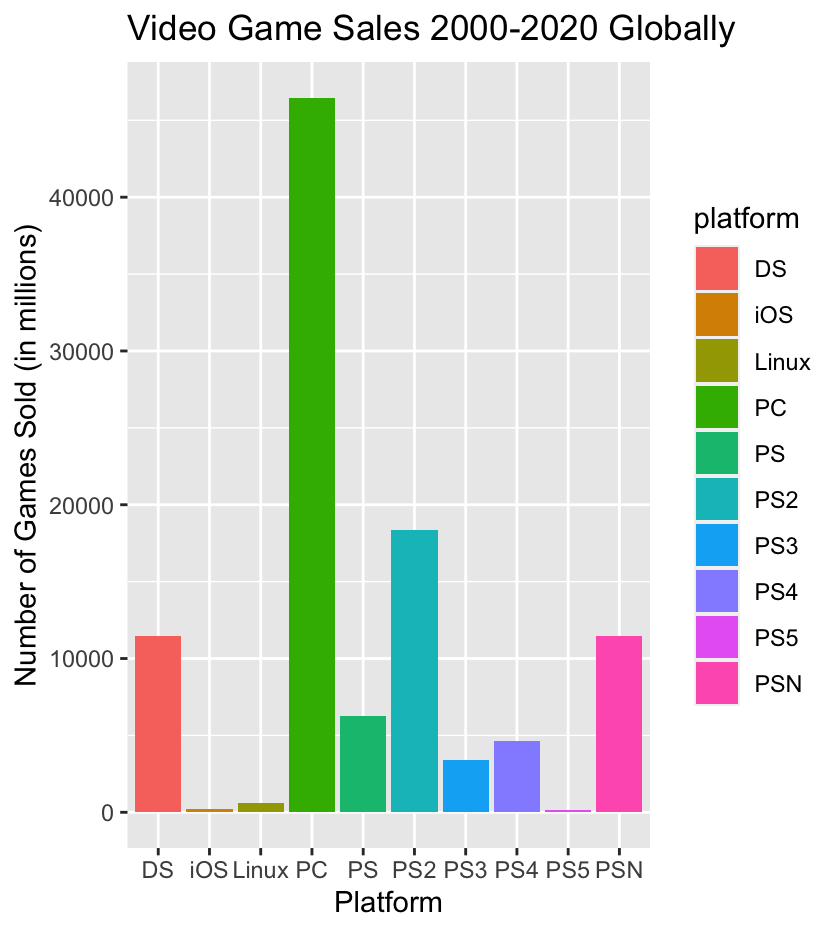 Video Game Sales 2000-2020 Globally
Number of Games Sold (in millions)
40000
30000
20000
10000
0
DS iOS Linux PC PS PS2 PS3 PS4 PS5 PSN
Platform
platform
DS
iOS
Linux
PC
PS
PS2
PS3
PS4
PS5
PSN